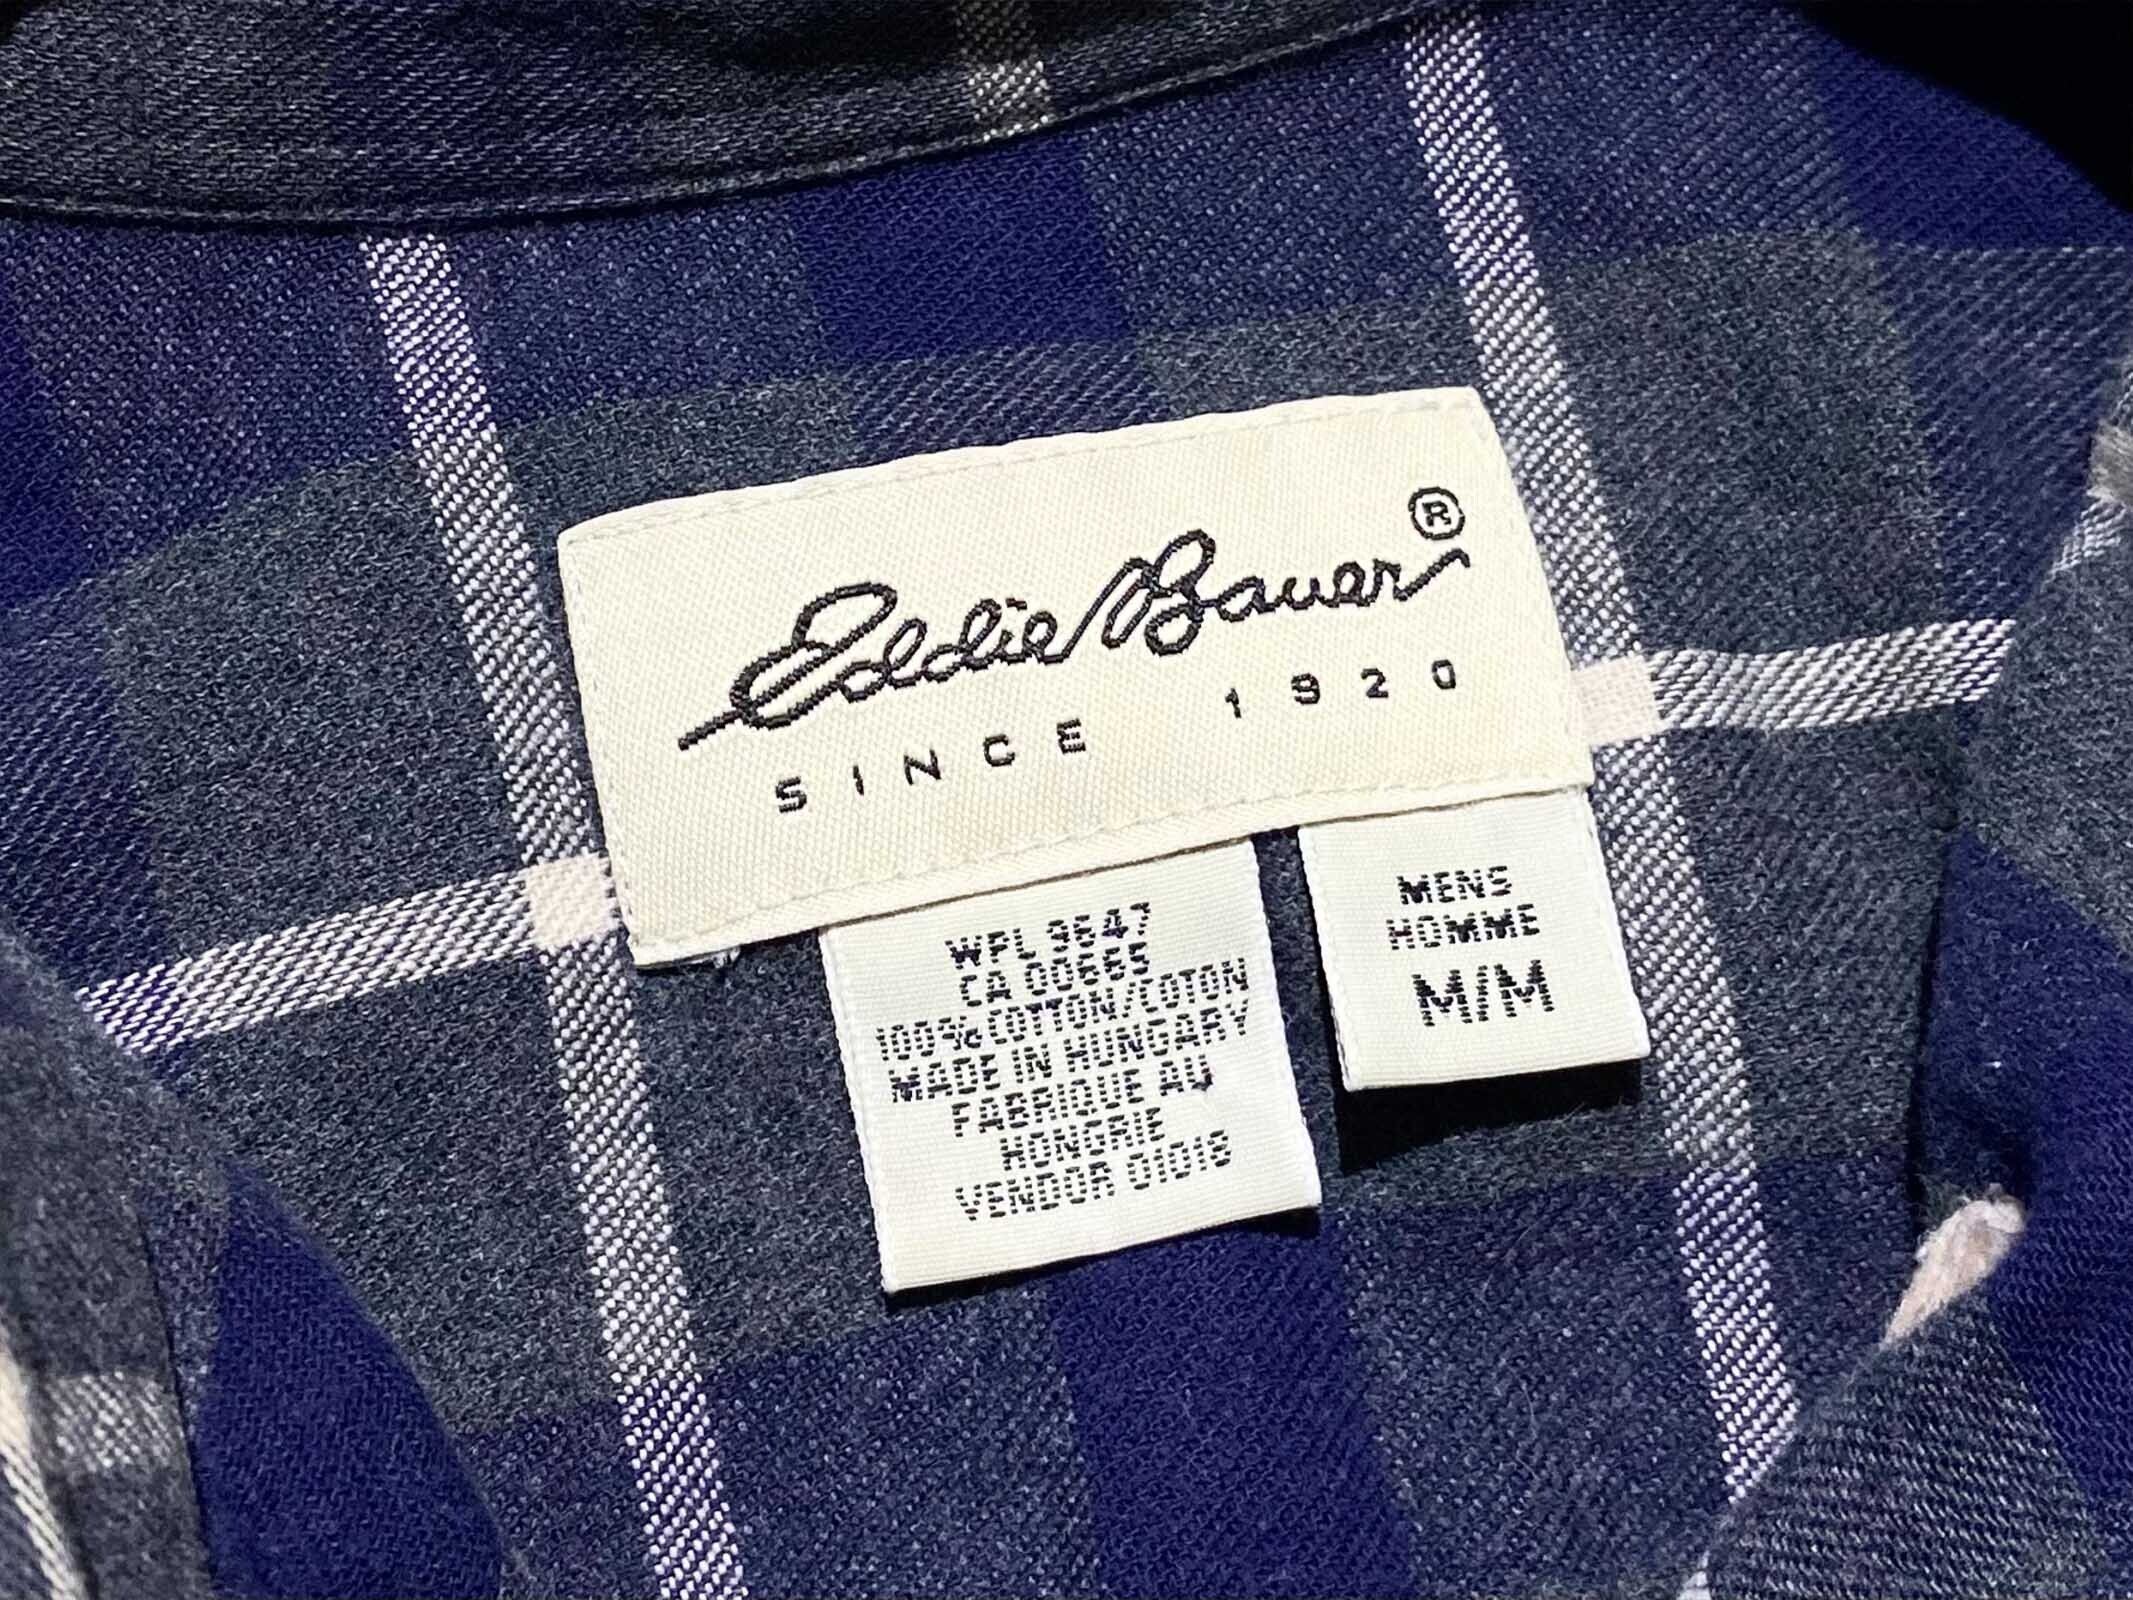 Eddie Bauer®
SINCE 1920
WPL 9647
CA 00665
100% COTTON/COTON
MADE IN HUNGARY
FABRIQUE AU
HONGRIE
VENDOR 01018
MENS
HOMME
M/M